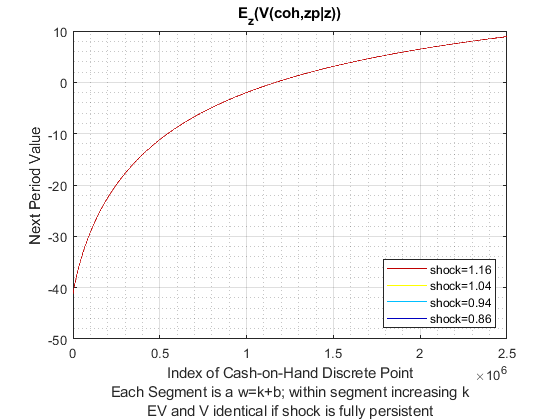 E_z(V(coh,zp|z))
10
0
-10
-20
-30
-40
-50
Next Period Value
shock=1.16
shock=1.04
shock=0.94
shock=0.86
0 0.5 1 1.5 2 2.5
×10^6
Index of Cash-on-Hand Discrete Point
Each Segment is a w=k+b; within segment increasing k
EV and V identical if shock is fully persistent